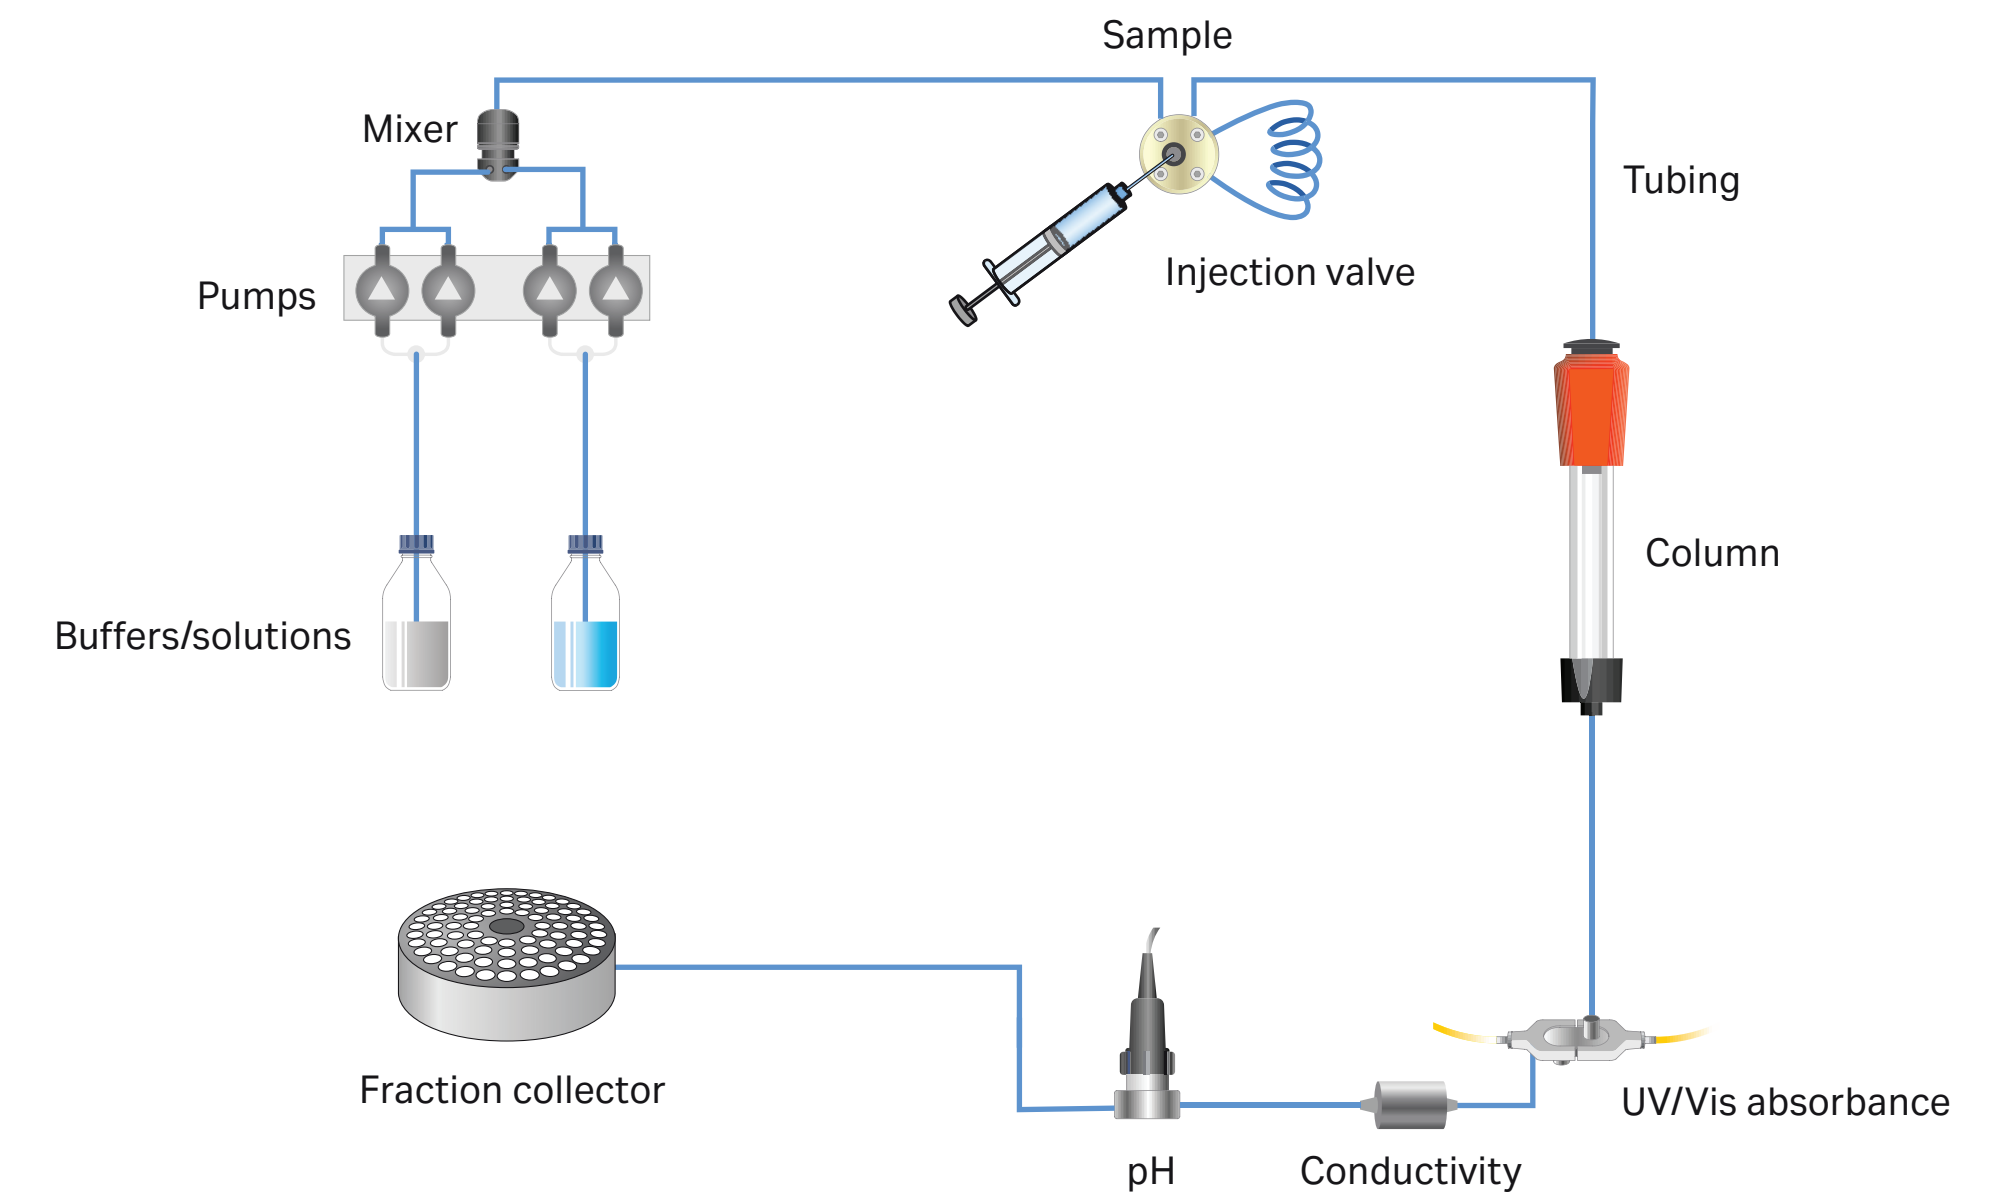 Sample
Mixer
Tubing
Injection valve
Pumps
Column
Buffers/solutions
Fraction collector
UV/Vis absorbance
pH
Conductivity